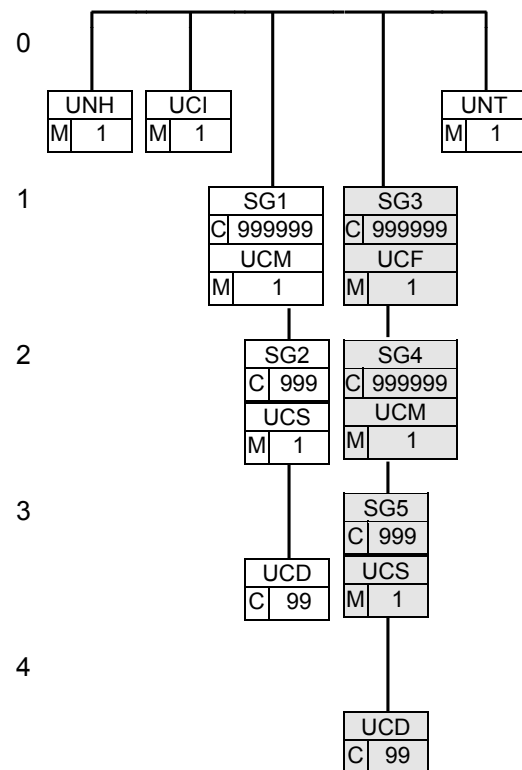 0
UNH UCI UNT
M 1 M 1 M 1
1
SG1 SG3
C 999999 C 999999
UCM UCF
M 1 M 1
2
SG2 SG4
C 999 C 999999
UCS UCM
M 1 M 1
3
SG5
C 999
UCD UCS
C 99 M 1
4
UCD
C 99